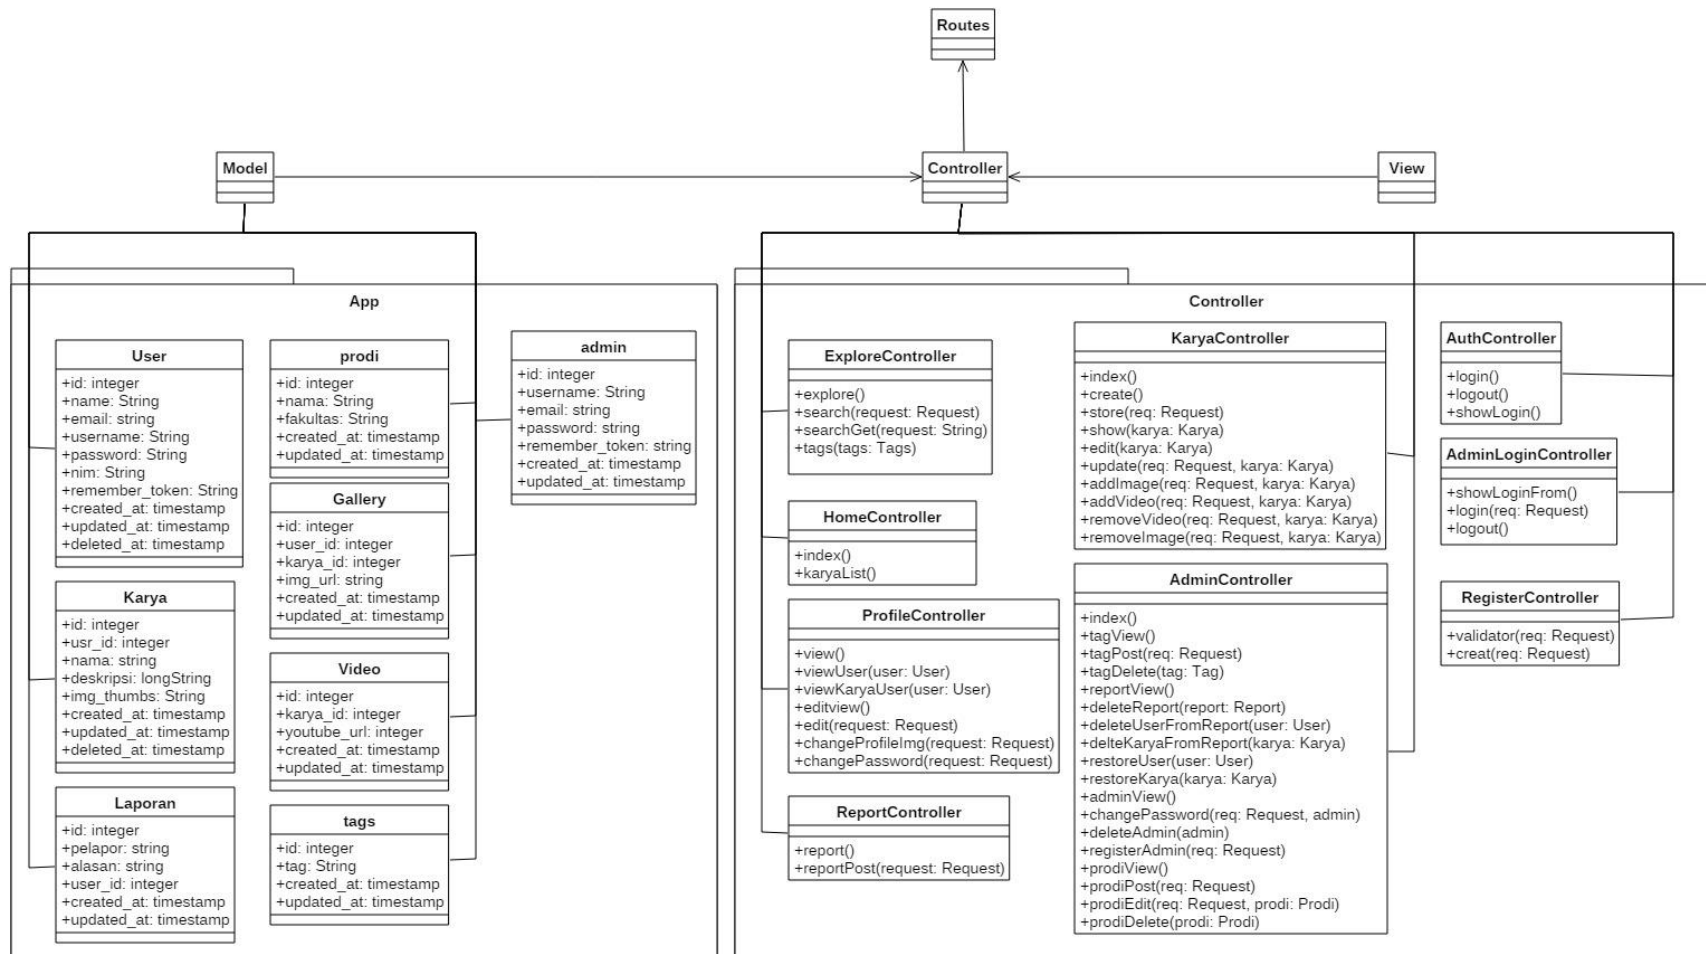 Routes
Model
Controller
View
App
User
+id: integer
+name: String
+email: string
+username: String
+password: String
+nim: String
+remember_token: String
+created_at: timestamp
+updated_at: timestamp
+deleted_at: timestamp
Karya
+id: integer
+usr_id: integer
+nama: string
+deskripsi: longString
+img_thumbs: String
+created_at: timestamp
+updated_at: timestamp
+deleted_at: timestamp
Laporan
+id: integer
+pelapor: string
+alasan: string
+user_id: integer
+created_at: timestamp
+updated_at: timestamp
prodi
+id: integer
+nama: String
+fakultas: String
+created_at: timestamp
+updated_at: timestamp
Gallery
+id: integer
+user_id: integer
+karya_id: integer
+img_url: string
+created_at: timestamp
+updated_at: timestamp
Video
+id: integer
+karya_id: integer
+youtube_url: integer
+created_at: timestamp
+updated_at: timestamp
tags
+id: integer
+tag: String
+created_at: timestamp
+updated_at: timestamp
admin
+id: integer
+username: String
+email: string
+password: string
+remember_token: string
+created_at: timestamp
+updated_at: timestamp
Controller
ExploreController
+explore()
+search(request: Request)
+searchGet(request: String)
+tags(tags: Tags)
HomeController
+index()
+karyaList()
ProfileController
+view()
+viewUser(user: User)
+viewKaryaUser(user: User)
+editview()
+edit(request: Request)
+changeProfileImg(request: Request)
+changePassword(request: Request)
ReportController
+report()
+reportPost(request: Request)
KaryaController
+index()
+create()
+store(req: Request)
+show(karya: Karya)
+edit(karya: Karya)
+update(req: Request, karya: Karya)
+addImage(req: Request, karya: Karya)
+addVideo(req: Request, karya: Karya)
+removeVideo(req: Request, karya: Karya)
+removeImage(req: Request, karya: Karya)
AdminController
+index()
+tagView()
+tagPost(req: Request)
+tagDelete(tag: Tag)
+reportView()
+deleteReport(report: Report)
+deleteUserFromReport(user: User)
+delteKaryaFromReport(karya: Karya)
+restoreUser(user: User)
+restoreKarya(karya: Karya)
+adminView()
+changePassword(req: Request, admin)
+deleteAdmin(admin)
+registerAdmin(req: Request)
+prodiView()
+prodiPost(req: Request)
+prodiEdit(req: Request, prodi: Prodi)
+prodiDelete(prodi: Prodi)
AuthController
+login()
+logout()
+showLogin()
AdminLoginController
+showLoginFrom()
+login(req: Request)
+logout()
RegisterController
+validator(req: Request)
+creat(req: Request)